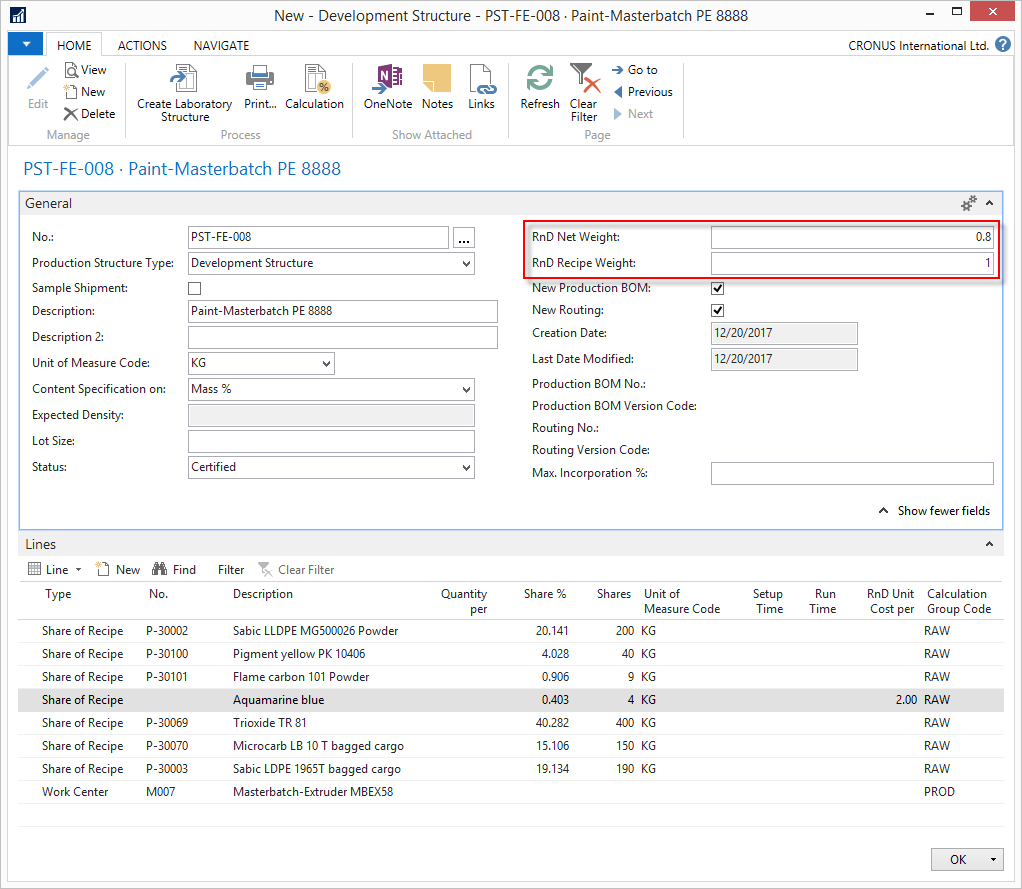 New - Development Structure - PST-FE-008 · Paint-Masterbatch PE 8888
HOME ACTIONS NAVIGATE CRONUS International Ltd. ?
Edit View New Delete
Create Laboratory Structure Print... Calculation
OneNote Notes Links
Refresh Clear Filter Go to Previous Next
Manage Process Show Attached Page
PST-FE-008 · Paint-Masterbatch PE 8888
General
No.: PST-FE-008 ...
Production Structure Type: Development Structure
Sample Shipment:
Description: Paint-Masterbatch PE 8888
Description 2:
Unit of Measure Code: KG
Content Specification on: Mass %
Expected Density:
Lot Size:
Status: Certified
RnD Net Weight: 0.8
RnD Recipe Weight: 1
New Production BOM:
New Routing:
Creation Date: 12/20/2017
Last Date Modified: 12/20/2017
Production BOM No.:
Production BOM Version Code:
Routing No.:
Routing Version Code:
Max. Incorporation %:
Show fewer fields
Lines
Line New Find Filter Clear Filter
Type No. Description Quantity per Share % Shares Unit of Measure Code Setup Time Run Time RnD Unit Cost per Calculation Group Code
Share of Recipe P-30002 Sabic LLDPE MG500026 Powder 20.141 200 KG RAW
Share of Recipe P-30100 Pigment yellow PK 10406 4.028 40 KG RAW
Share of Recipe P-30101 Flame carbon 101 Powder 0.906 9 KG RAW
Share of Recipe Aquamarine blue 0.403 4 KG 2.00 RAW
Share of Recipe P-30069 Trioxide TR 81 40.282 400 KG RAW
Share of Recipe P-30070 Microcarb LB 10 T bagged cargo 15.106 150 KG RAW
Share of Recipe P-30003 Sabic LDPE 1965T bagged cargo 19.134 190 KG RAW
Work Center M007 Masterbatch-Extruder MBEX58 PROD
OK